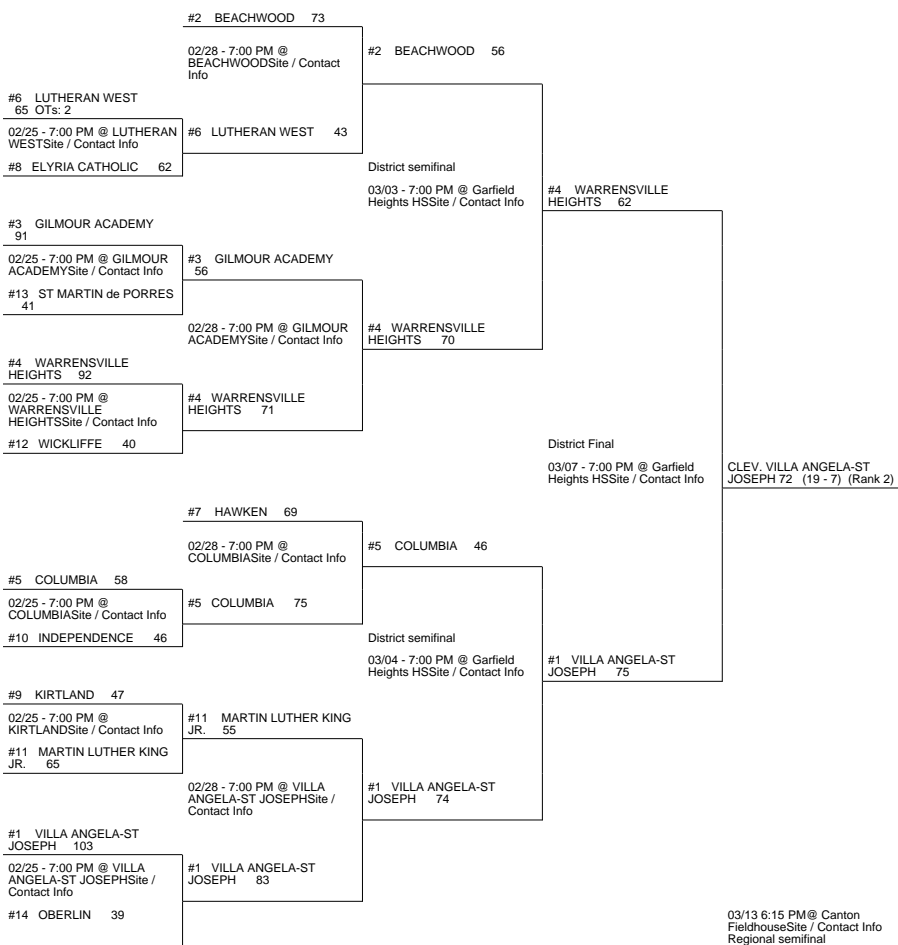 #2 BEACHWOOD 73
02/28 - 7:00 PM @
BEACHWOODSite / Contact
Info
#2 BEACHWOOD 56
#6 LUTHERAN WEST
65 OTs: 2
02/25 - 7:00 PM @ LUTHERAN
WESTSite / Contact Info
#6 LUTHERAN WEST 43
#8 ELYRIA CATHOLIC 62
District semifinal
03/03 - 7:00 PM @ Garfield
Heights HSSite / Contact Info
#4 WARRENSVILLE
HEIGHTS 62
#3 GILMOUR ACADEMY
91
02/25 - 7:00 PM @ GILMOUR
ACADEMYSite / Contact Info
#3 GILMOUR ACADEMY
56
#13 ST MARTIN de PORRES
41
02/28 - 7:00 PM @ GILMOUR
ACADEMYSite / Contact Info
#4 WARRENSVILLE
HEIGHTS 70
#4 WARRENSVILLE
HEIGHTS 92
02/25 - 7:00 PM @
WARRENSVILLE
HEIGHTSSite / Contact Info
#4 WARRENSVILLE
HEIGHTS 71
#12 WICKLIFFE 40
District Final
03/07 - 7:00 PM @ Garfield
Heights HSSite / Contact Info
CLEV. VILLA ANGELA-ST
JOSEPH 72 (19 - 7) (Rank 2)
#7 HAWKEN 69
02/28 - 7:00 PM @
COLUMBIASite / Contact Info
#5 COLUMBIA 46
#5 COLUMBIA 58
02/25 - 7:00 PM @
COLUMBIASite / Contact Info
#5 COLUMBIA 75
#10 INDEPENDENCE 46
District semifinal
03/04 - 7:00 PM @ Garfield
Heights HSSite / Contact Info
#1 VILLA ANGELA-ST
JOSEPH 75
#9 KIRTLAND 47
02/25 - 7:00 PM @
KIRTLANDSite / Contact Info
#11 MARTIN LUTHER KING
JR. 55
#11 MARTIN LUTHER KING
JR. 65
02/28 - 7:00 PM @ VILLA
ANGELA-ST JOSEPHSite /
Contact Info
#1 VILLA ANGELA-ST
JOSEPH 74
#1 VILLA ANGELA-ST
JOSEPH 103
02/25 - 7:00 PM @ VILLA
ANGELA-ST JOSEPHSite /
Contact Info
#1 VILLA ANGELA-ST
JOSEPH 83
#14 OBERLIN 39
03/13 6:15 PM@ Canton
FieldhouseSite / Contact Info
Regional semifinal